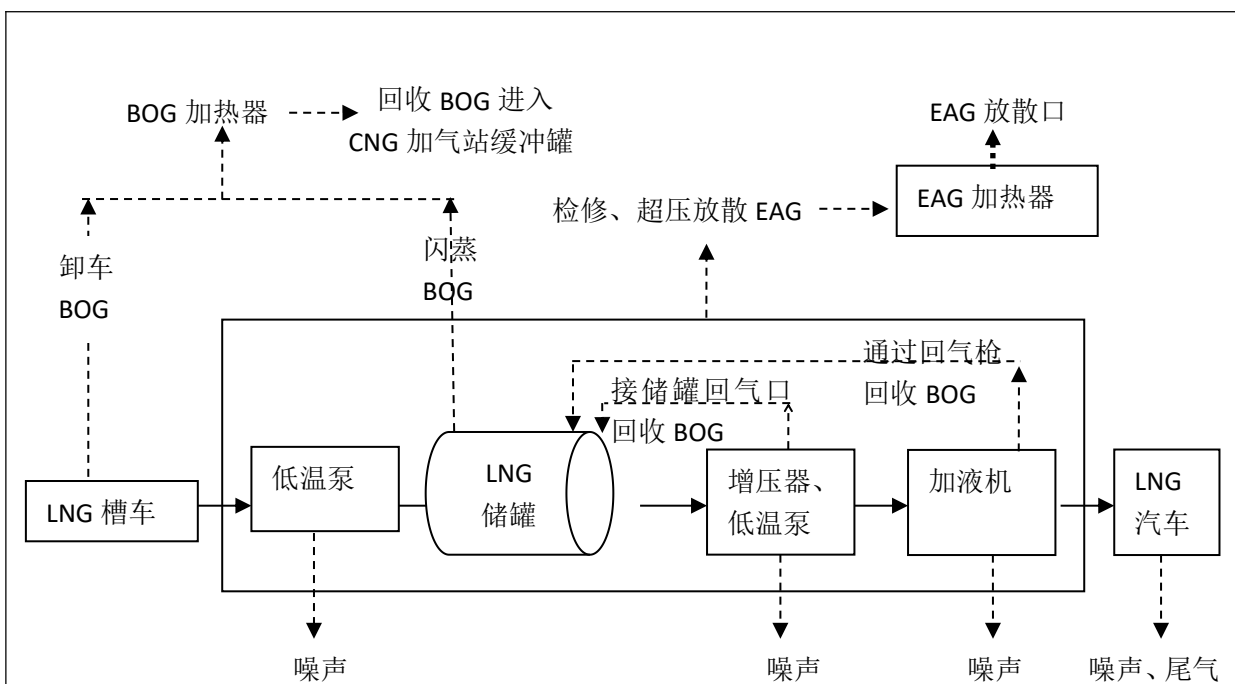 BOG 加热器
回收 BOG 进入
CNG 加气站缓冲罐
EAG 放散口
检修、超压放散 EAG
EAG 加热器
卸车
BOG
闪蒸
BOG
通过回气枪
回收 BOG
接储罐回气口
回收 BOG
LNG 槽车
低温泵
LNG
储罐
增压器、
低温泵
加液机
LNG
汽车
噪声
噪声
噪声
噪声、尾气